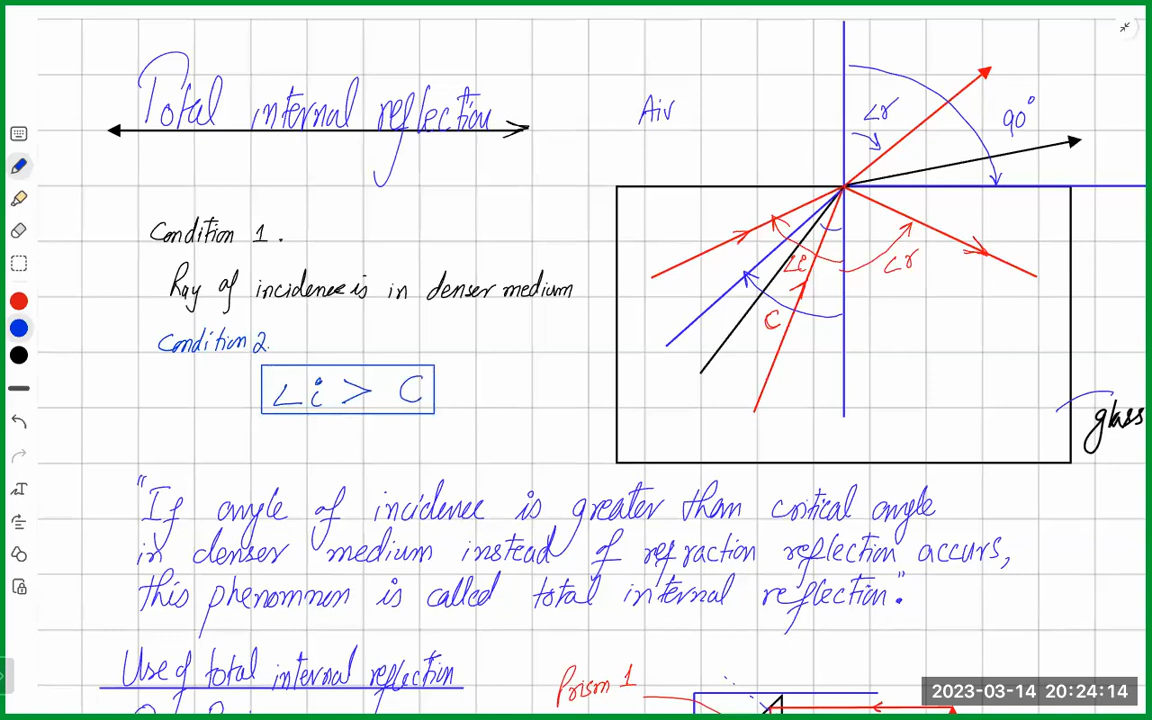 Total internal reflection
Air
∠r
90°
Condition 1.
Ray of incidence is in denser medium
Condition 2.
∠i > C
∠i
∠r
C
glass
"If angle of incidence is greater than critical angle
in denser medium instead of refraction reflection accurs,
this phenomnun is called total internal reflection."
Use of total internal reflection
Prism 1
2023-03-14 20:24:14